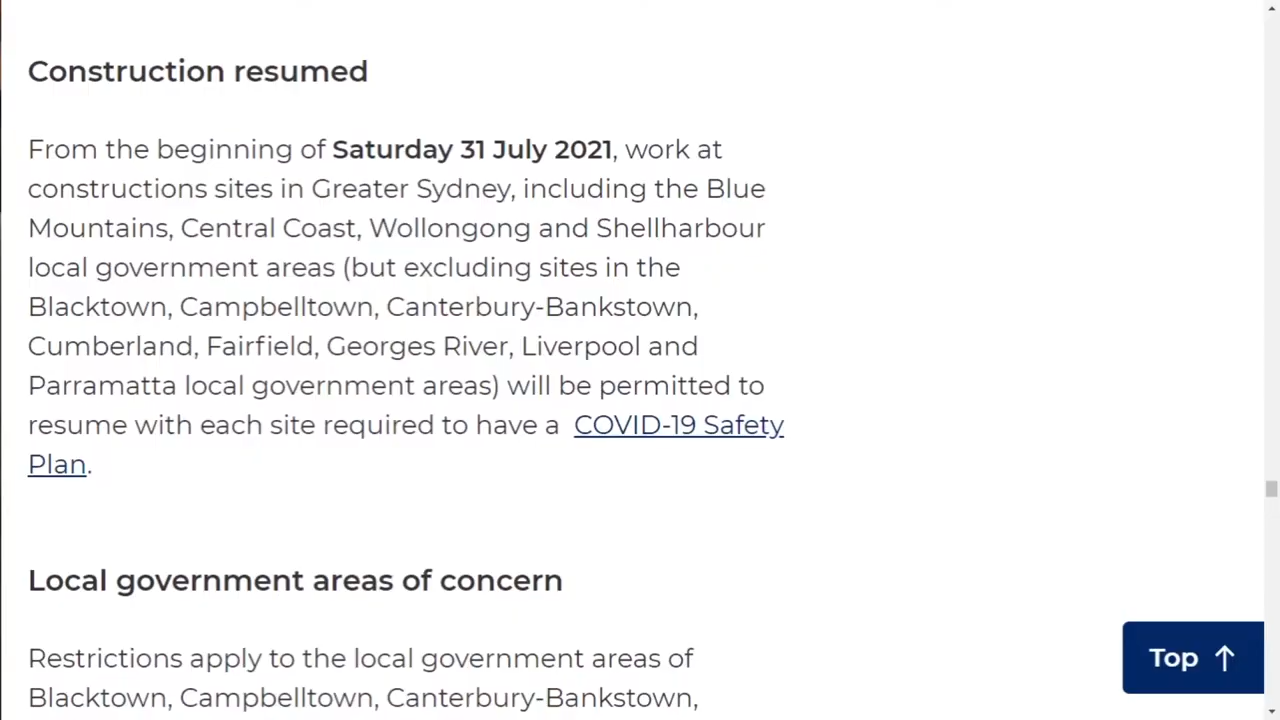 Construction resumed
From the beginning of Saturday 31 July 2021, work at
constructions sites in Greater Sydney, including the Blue
Mountains, Central Coast, Wollongong and Shellharbour
local government areas (but excluding sites in the
Blacktown, Campbelltown, Canterbury-Bankstown,
Cumberland, Fairfield, Georges River, Liverpool and
Parramatta local government areas) will be permitted to
resume with each site required to have a COVID-19 Safety
Plan.
Local government areas of concern
Restrictions apply to the local government areas of
Blacktown, Campbelltown, Canterbury-Bankstown,
Top ↑